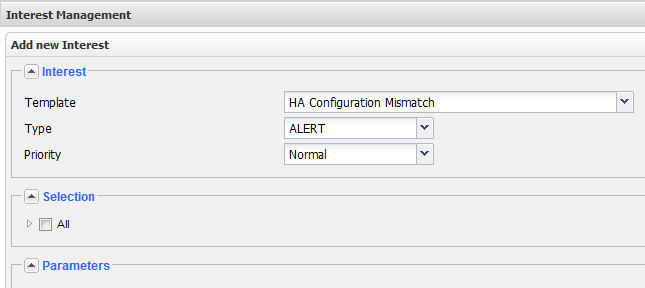 Interest Management
Add new Interest
Interest
Template HA Configuration Mismatch
Type ALERT
Priority Normal
Selection
All
Parameters